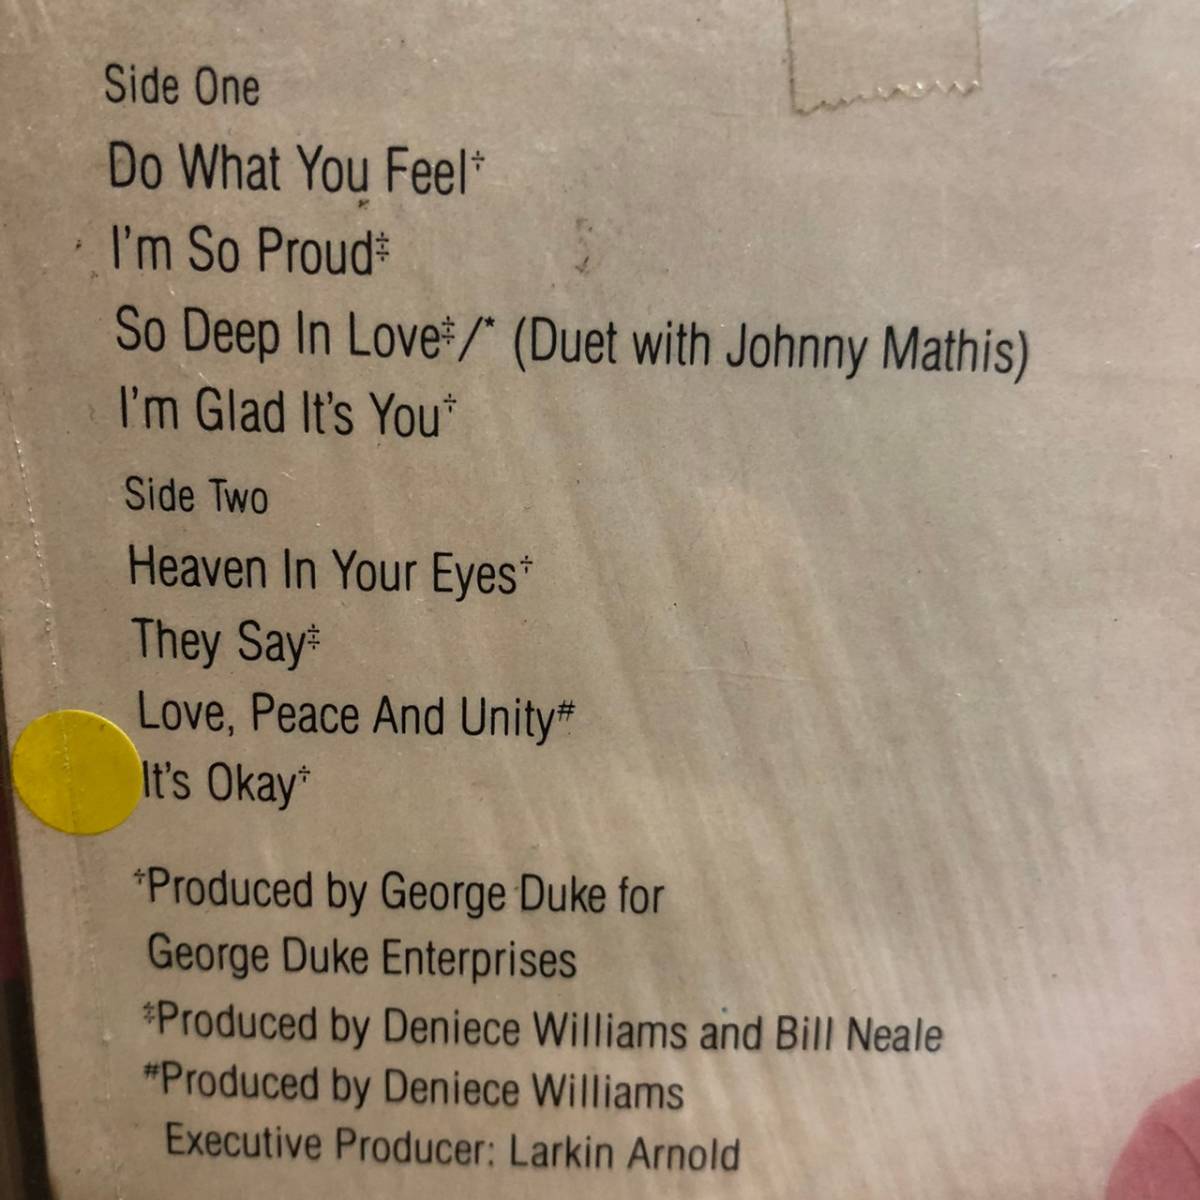 Side One
Do What You Feel†
I'm So Proud‡
So Deep In Love‡/* (Duet with Johnny Mathis)
I'm Glad It's You†
Side Two
Heaven In Your Eyes†
They Say‡
Love, Peace And Unity#
It's Okay†
†Produced by George Duke for
George Duke Enterprises
‡Produced by Deniece Williams and Bill Neale
#Produced by Deniece Williams
Executive Producer: Larkin Arnold